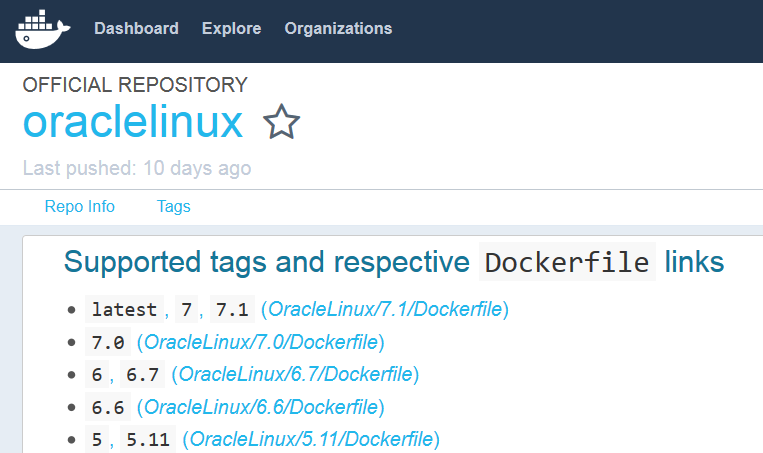 Dashboard Explore Organizations
OFFICIAL REPOSITORY
oraclelinux
Last pushed: 10 days ago
Repo Info Tags
Supported tags and respective Dockerfile links
• latest, 7, 7.1 (OracleLinux/7.1/Dockerfile)
• 7.0 (OracleLinux/7.0/Dockerfile)
• 6, 6.7 (OracleLinux/6.7/Dockerfile)
• 6.6 (OracleLinux/6.6/Dockerfile)
• 5, 5.11 (OracleLinux/5.11/Dockerfile)